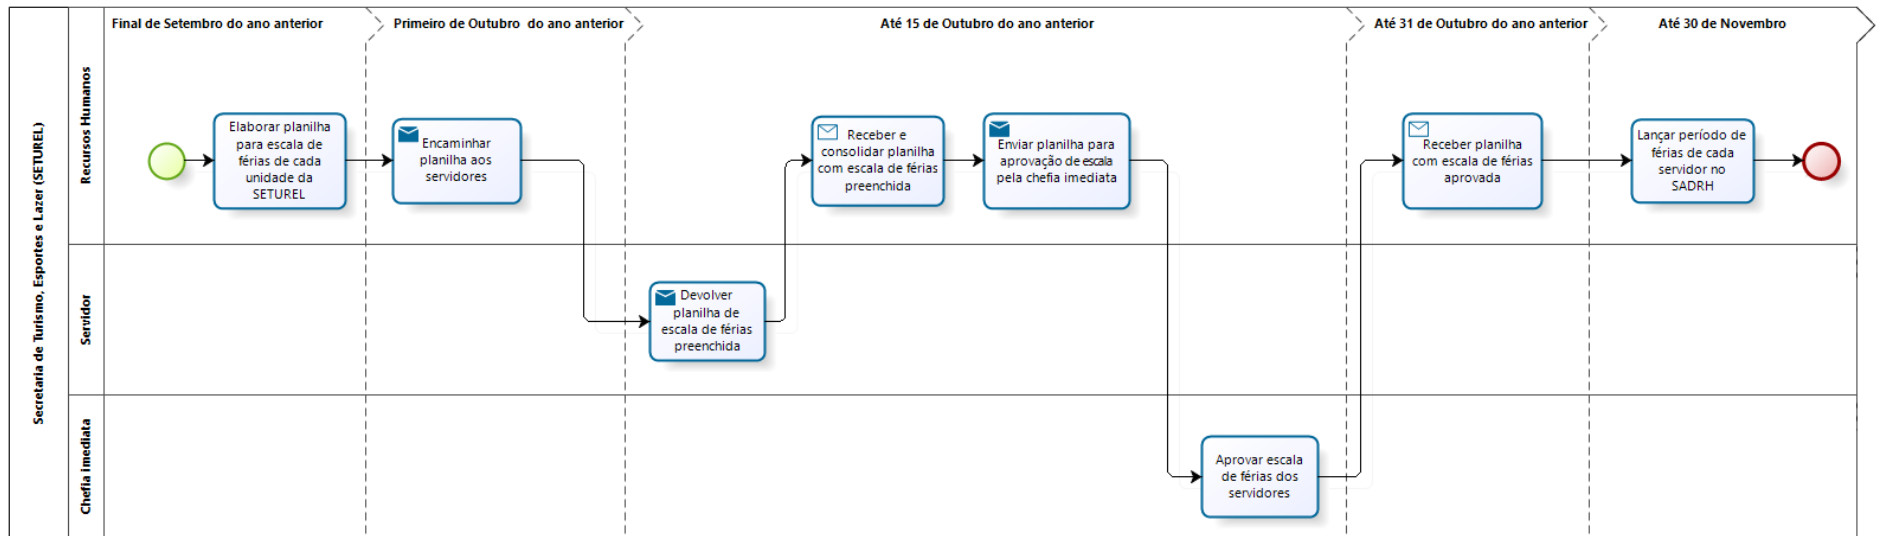 Final de Setembro do ano anterior
Primeiro de Outubro do ano anterior
Até 15 de Outubro do ano anterior
Até 31 de Outubro do ano anterior
Até 30 de Novembro
Secretaria de Turismo, Esportes e Lazer (SETUREL)
Recursos Humanos
Elaborar planilha
para escala de
férias de cada
unidade da
SETUREL
Encaminhar
planilha aos
servidores
Receber e
consolidar planilha
com escala de férias
preenchida
Enviar planilha para
aprovação de escala
pela chefia imediata
Receber planilha
com escala de férias
aprovada
Lançar período de
férias de cada
servidor no
SADRH
Servidor
Devolver
planilha de
escala de férias
preenchida
Chefia imediata
Aprovar escala
de férias dos
servidores